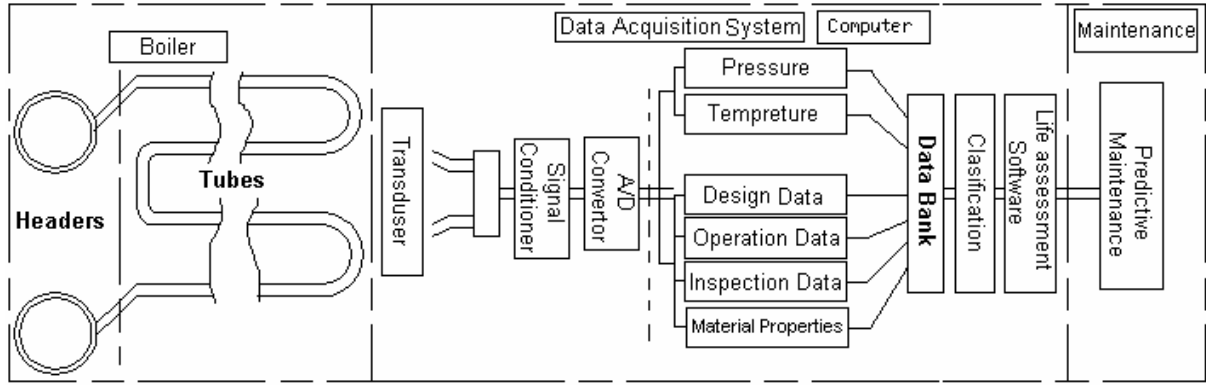 Boiler
Headers
Tubes
Data Acquisition System
Computer
Transduser
Signal
Conditioner
A/D
Convertor
Pressure
Tempreture
Design Data
Operation Data
Inspection Data
Material Properties
Data Bank
Clasification
Life assessment
Software
Maintenance
Predictive
Maintenance